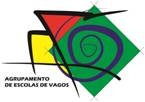 AGRUPAMENTO
DE ESCOLAS DE VAGOS